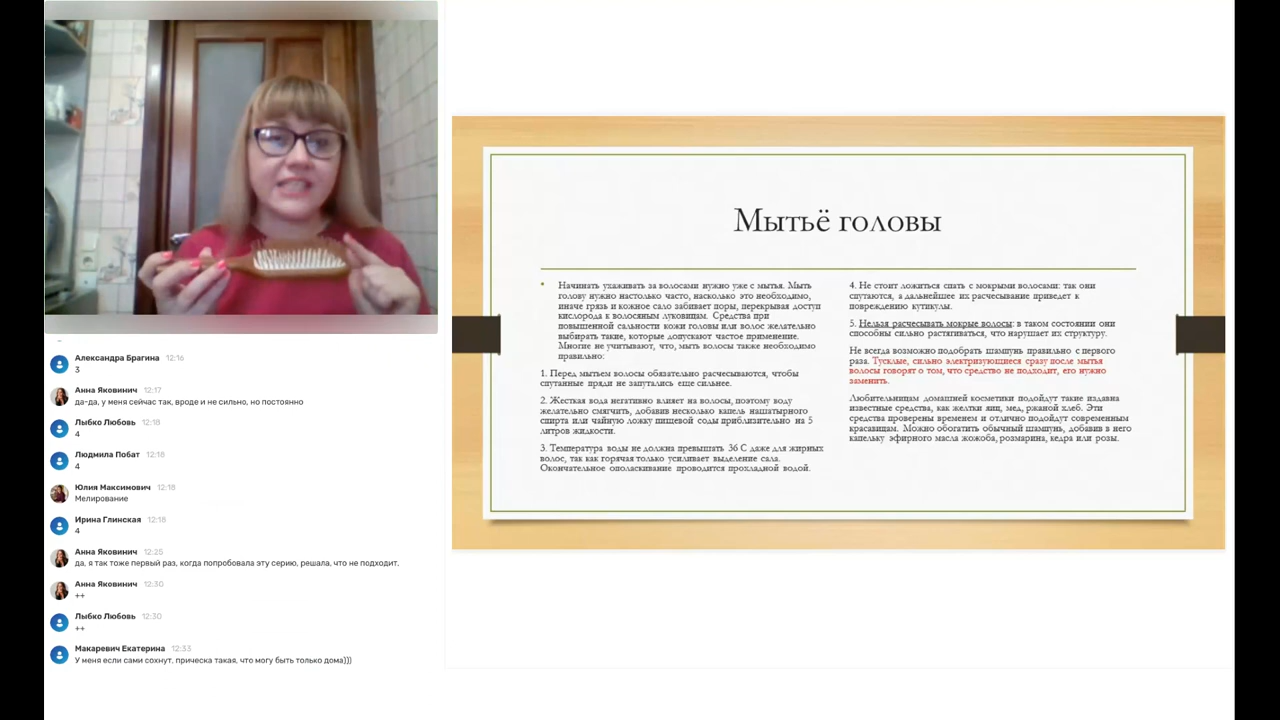 Александра Брагина 12:16
3
Анна Яковинич 12:17
да-да, у меня сейчас так, вроде и не сильно, но постоянно
Лыбко Любовь 12:18
4
Людмила Побат 12:18
4
Юлия Максимович 12:18
Мелирование
Ирина Глинская 12:18
4
Анна Яковинич 12:25
да, я так тоже первый раз, когда попробовала эту серию, решала, что не подходит.
Анна Яковинич 12:30
++
Лыбко Любовь 12:30
++
Макаревич Екатерина 12:33
У меня если сами сохнут, прическа такая, что могу быть только дома)))
Мытьё головы
• Начинать ухаживать за волосами нужно уже с мытья. Мыть
голову нужно настолько часто, насколько это необходимо,
иначе грязь и кожное сало забивает поры, перекрывая доступ
кислорода к волосяным луковицам. Средства при
повышенной сальности кожи головы или волос желательно
выбирать такие, которые допускают частое применение.
Многие не учитывают, что, мыть волосы также необходимо
правильно:
1. Перед мытьем волосы обязательно расчесываются, чтобы
спутанные пряди не запутались еще сильнее.
2. Жесткая вода негативно влияет на волосы, поэтому воду
желательно смягчить, добавив несколько капель нашатырного
спирта или чайную ложку пищевой соды приблизительно на 5
литров жидкости.
3. Температура воды не должна превышать 36 С даже для жирных
волос, так как горячая только усиливает выделение сала.
Окончательное ополаскивание проводится прохладной водой.
4. Не стоит ложиться спать с мокрыми волосами: так они
спутаются, а дальнейшее их расчесывание приведет к
повреждению кутикулы.
5. Нельзя расчесывать мокрые волосы: в таком состоянии они
способны сильно растягиваться, что нарушает их структуру.
Не всегда возможно подобрать шампунь правильно с первого
раза. Тусклые, сильно электризующиеся сразу после мытья
волосы говорят о том, что средство не подходит, его нужно
заменить.
Любительницам домашней косметики подойдут такие издавна
известные средства, как желтки яиц, мед, ржаной хлеб. Эти
средства проверены временем и отлично подойдут современным
красавицам. Можно обогатить обычный шампунь, добавив в него
капельку эфирного масла жожоба, розмарина, кедра или розы.